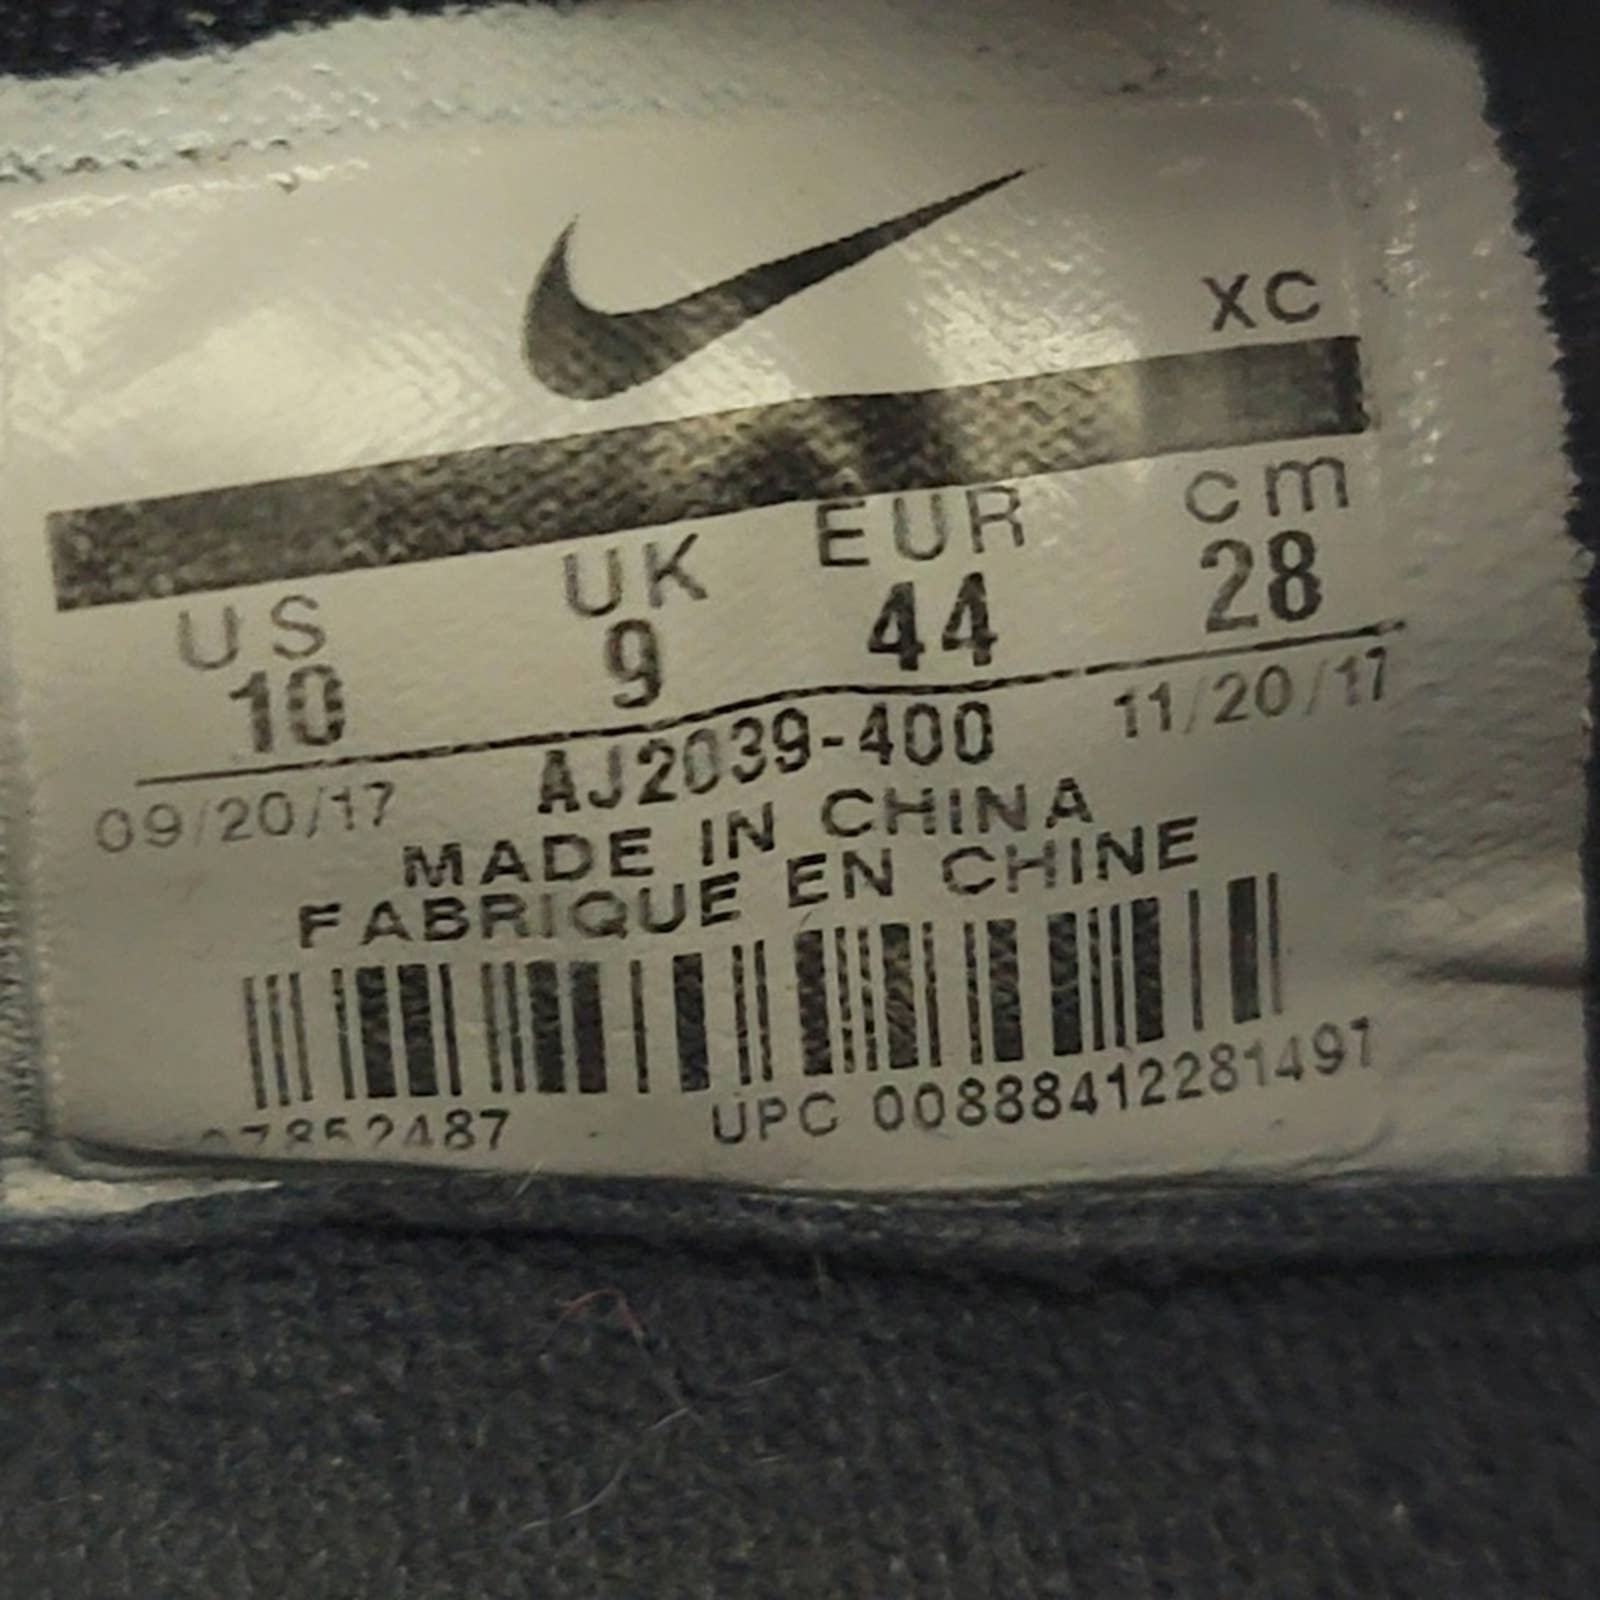 XC
US UK EUR cm
10 9 44 28
09/20/17 AJ2039-400 11/20/17
MADE IN CHINA
FABRIQUE EN CHINE
UPC 00888412281497